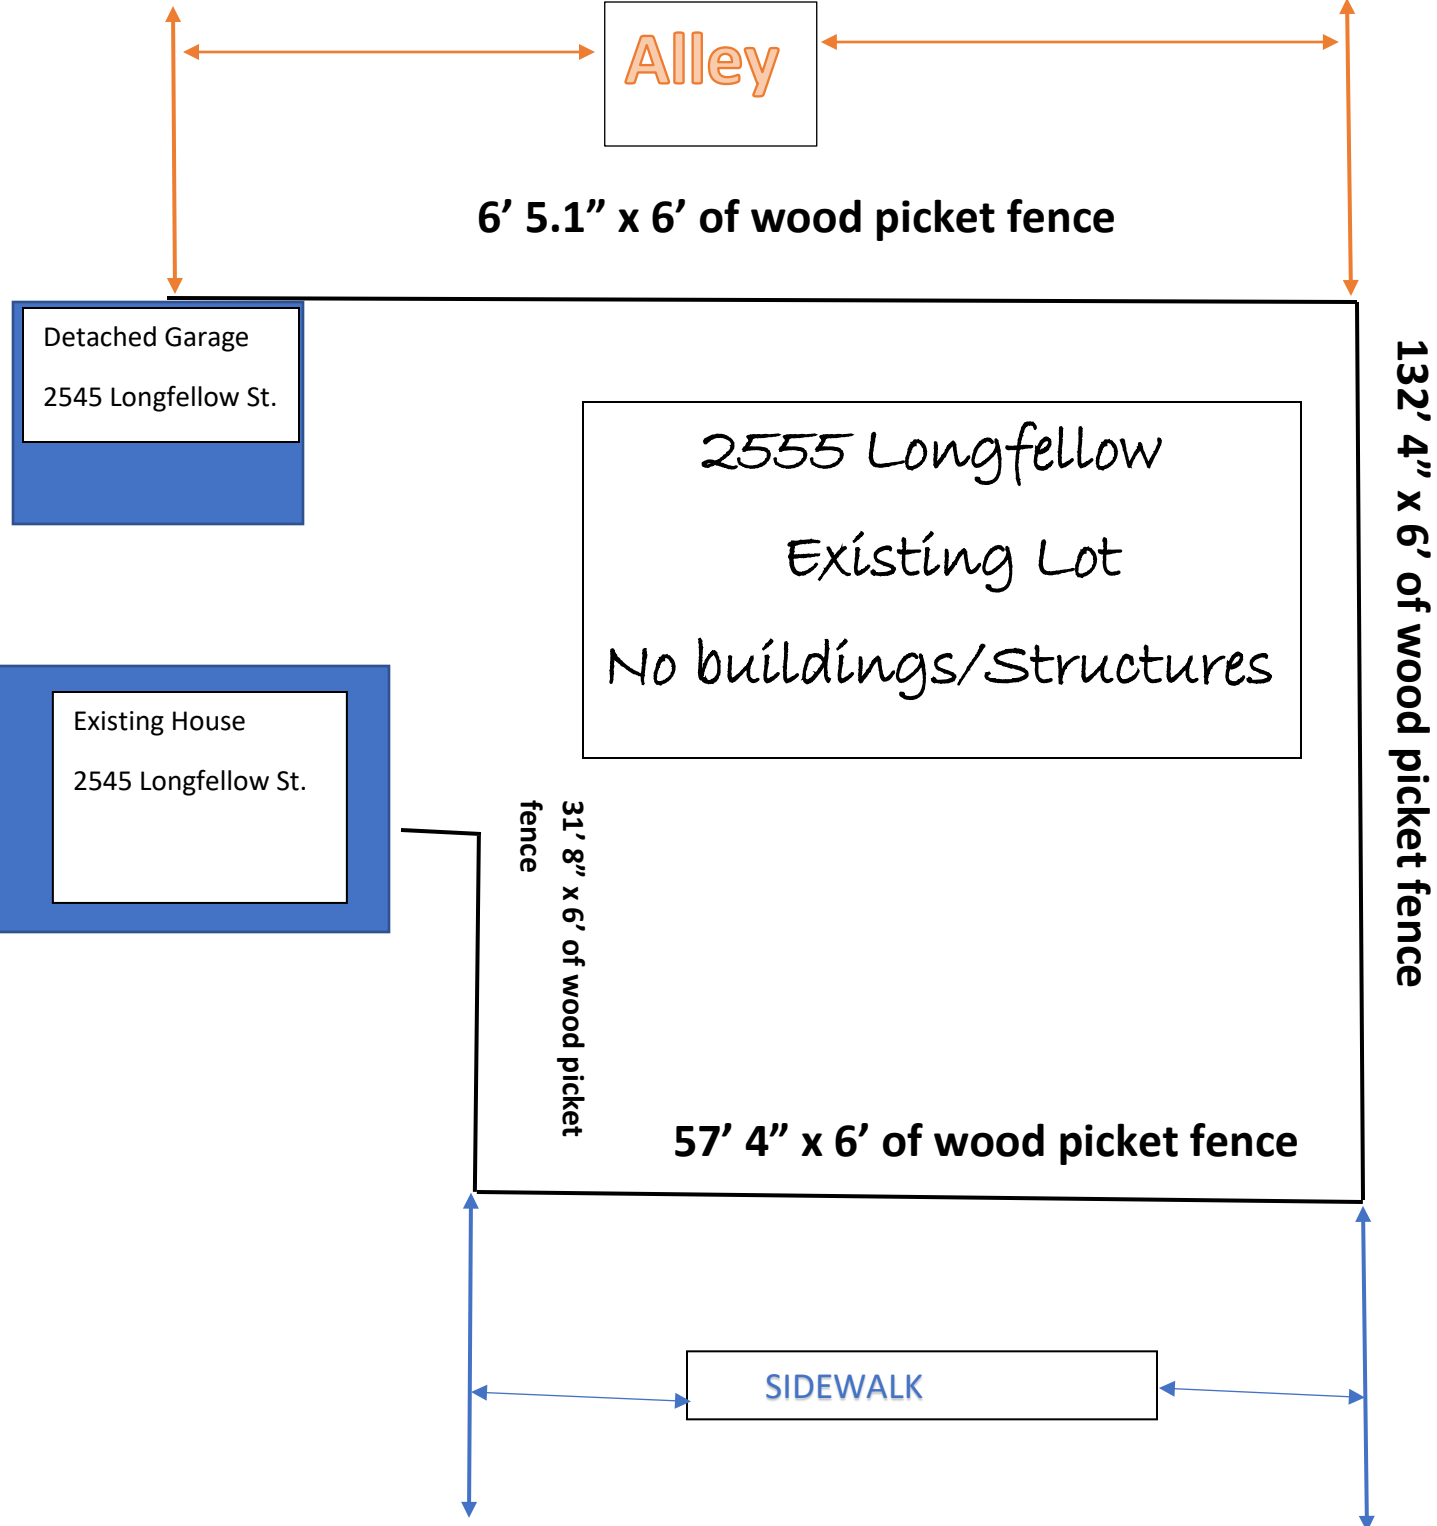 Alley
6’ 5.1” x 6’ of wood picket fence
Detached Garage
2545 Longfellow St.
132’ 4” x 6’ of wood picket fence
2555 Longfellow
Existing Lot
No buildings/Structures
Existing House
2545 Longfellow St.
31’ 8” x 6’ of wood picket
fence
57’ 4” x 6’ of wood picket fence
SIDEWALK